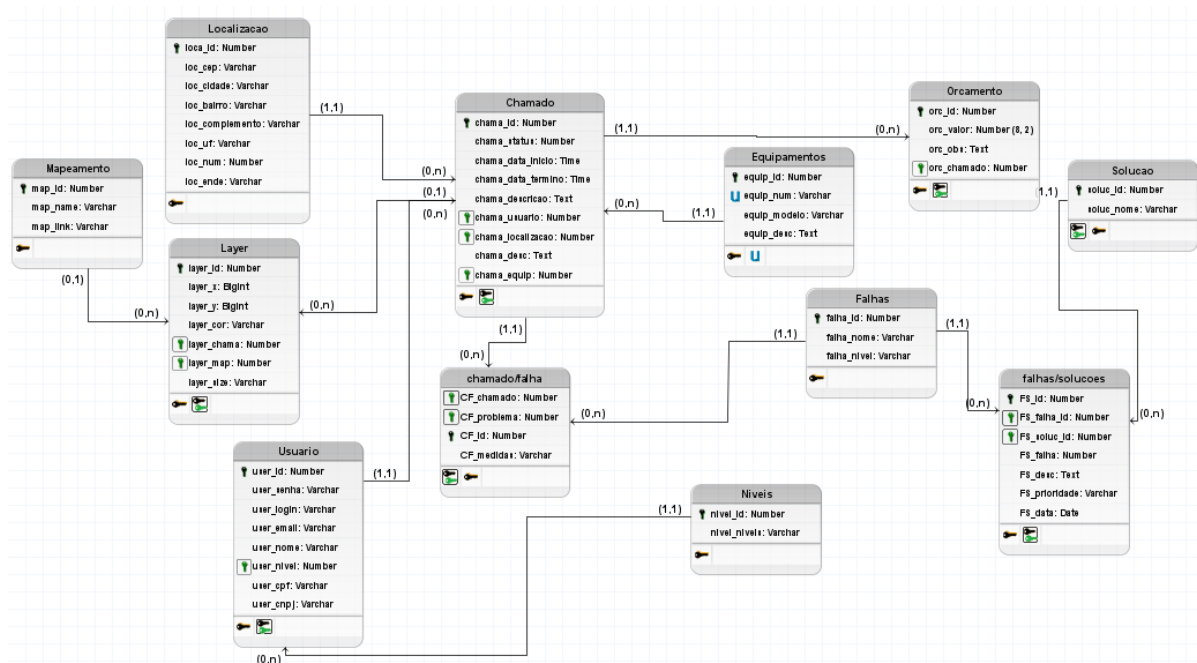 Localizacao
loca_id: Number
loc_cep: Varchar
loc_cidade: Varchar
loc_bairro: Varchar
loc_complemento: Varchar
loc_uf: Varchar
loc_num: Number
loc_ende: Varchar
(1,1)
(0,n)
Mapeamento
map_id: Number
map_name: Varchar
map_link: Varchar
(0,1)
(0,n)
Layer
layer_id: Number
layer_x: BigInt
layer_y: BigInt
layer_cor: Varchar
layer_chama: Number
layer_map: Number
layer_size: Varchar
(0,n)
Chamado
chama_id: Number
chama_status: Number
chama_data_inicio: Time
chama_data_termino: Time
chama_descricao: Text
chama_usuario: Number
chama_localizacao: Number
chama_desc: Text
chama_equip: Number
(0,1)
(0,n)
(1,1)
(0,n)
(1,1)
(0,n)
Equipamentos
equip_id: Number
U equip_num: Varchar
equip_modelo: Varchar
equip_desc: Text
U
(0,n)
(1,1)
Orcamento
orc_id: Number
orc_valor: Number (8, 2)
orc_obs: Text
orc_chamado: Number
Solucao
soluc_id: Number
soluc_nome: Varchar
(1,1)
(0,n)
Falhas
falha_id: Number
falha_nome: Varchar
falha_nivel: Varchar
(1,1)
(1,1)
(0,n)
(0,n)
chamado/falha
CF_chamado: Number
CF_problema: Number
CF_id: Number
CF_medidas: Varchar
falhas/solucoes
FS_id: Number
FS_falha_id: Number
FS_soluc_id: Number
FS_falha: Number
FS_desc: Text
FS_prioridade: Varchar
FS_data: Date
Usuario
user_id: Number
user_senha: Varchar
user_login: Varchar
user_email: Varchar
user_nome: Varchar
user_nivel: Number
user_cpf: Varchar
user_cnpj: Varchar
(1,1)
(0,n)
Niveis
nivel_id: Number
nivel_niveis: Varchar
(1,1)